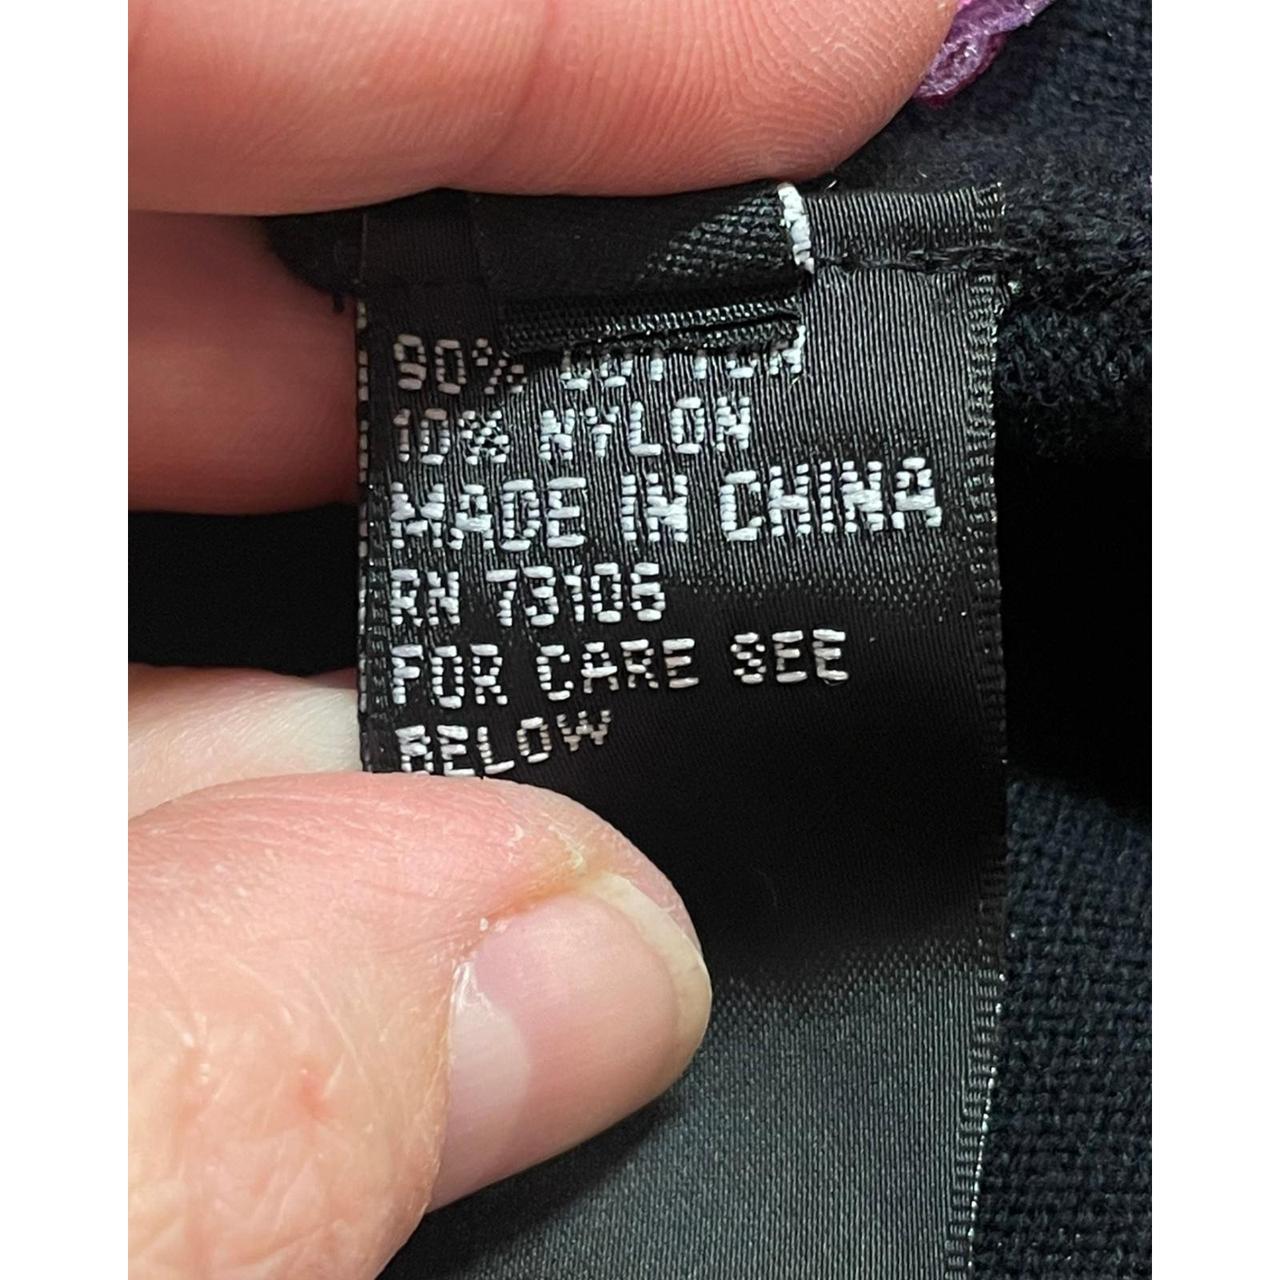 90% COTTON
10% NYLON
MADE IN CHINA
RN 73106
FOR CARE SEE
BELOW